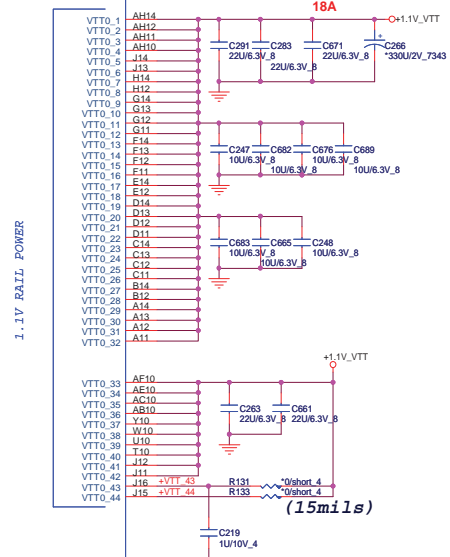 18A
+1.1V_VTT
VTT0_1 AH14
VTT0_2 AH12
VTT0_3 AH11
VTT0_4 AH10
VTT0_5 J14
VTT0_6 J13
VTT0_7 H14
VTT0_8 H12
VTT0_9 G14
VTT0_10 G13
VTT0_11 G12
VTT0_12 G11
VTT0_13 F14
VTT0_14 F13
VTT0_15 F12
VTT0_16 F11
VTT0_17 E14
VTT0_18 E12
VTT0_19 D14
VTT0_20 D13
VTT0_21 D12
VTT0_22 D11
VTT0_23 C14
VTT0_24 C13
VTT0_25 C12
VTT0_26 C11
VTT0_27 B14
VTT0_28 B12
VTT0_29 A14
VTT0_30 A13
VTT0_31 A12
VTT0_32 A11
C291
22U/6.3V_8
C283
22U/6.3V_8
C671
22U/6.3V_8
+
C266
*330U/2V_7343
C247
10U/6.3V_8
C682
10U/6.3V_8
C676
10U/6.3V_8
C689
10U/6.3V_8
C683
10U/6.3V_8
C665
10U/6.3V_8
C248
10U/6.3V_8
1.1V RAIL POWER
+1.1V_VTT
VTT0_33 AF10
VTT0_34 AE10
VTT0_35 AC10
VTT0_36 AB10
VTT0_37 Y10
VTT0_38 W10
VTT0_39 U10
VTT0_40 T10
VTT0_41 J12
VTT0_42 J11
VTT0_43 J16 +VTT_43
VTT0_44 J15 +VTT_44
C263
22U/6.3V_8
C661
22U/6.3V_8
R131 *0/short_4
R133 *0/short_4
(15mils)
C219
1U/10V_4